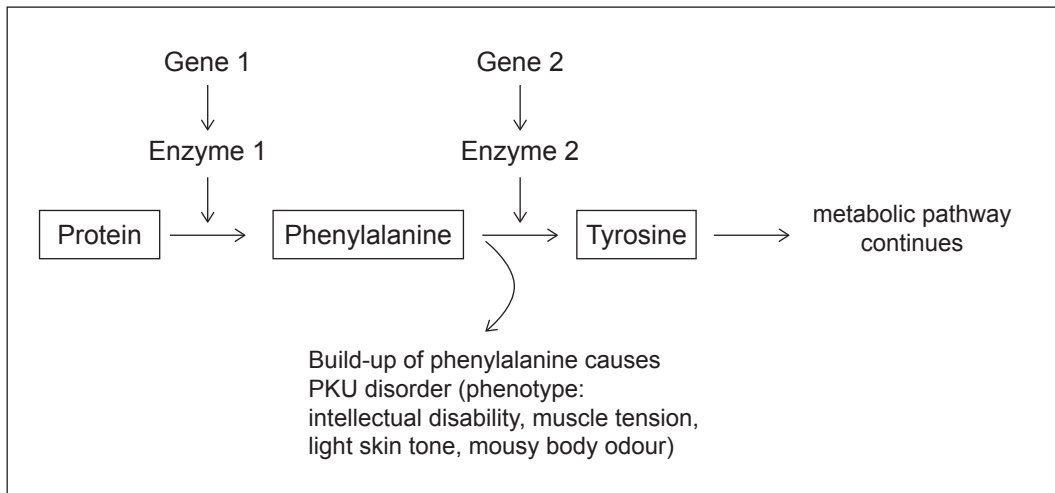 Gene 1
Gene 2
Enzyme 1
Enzyme 2
Protein
Phenylalanine
Tyrosine
metabolic pathway
continues
Build-up of phenylalanine causes
PKU disorder (phenotype:
intellectual disability, muscle tension,
light skin tone, mousy body odour)